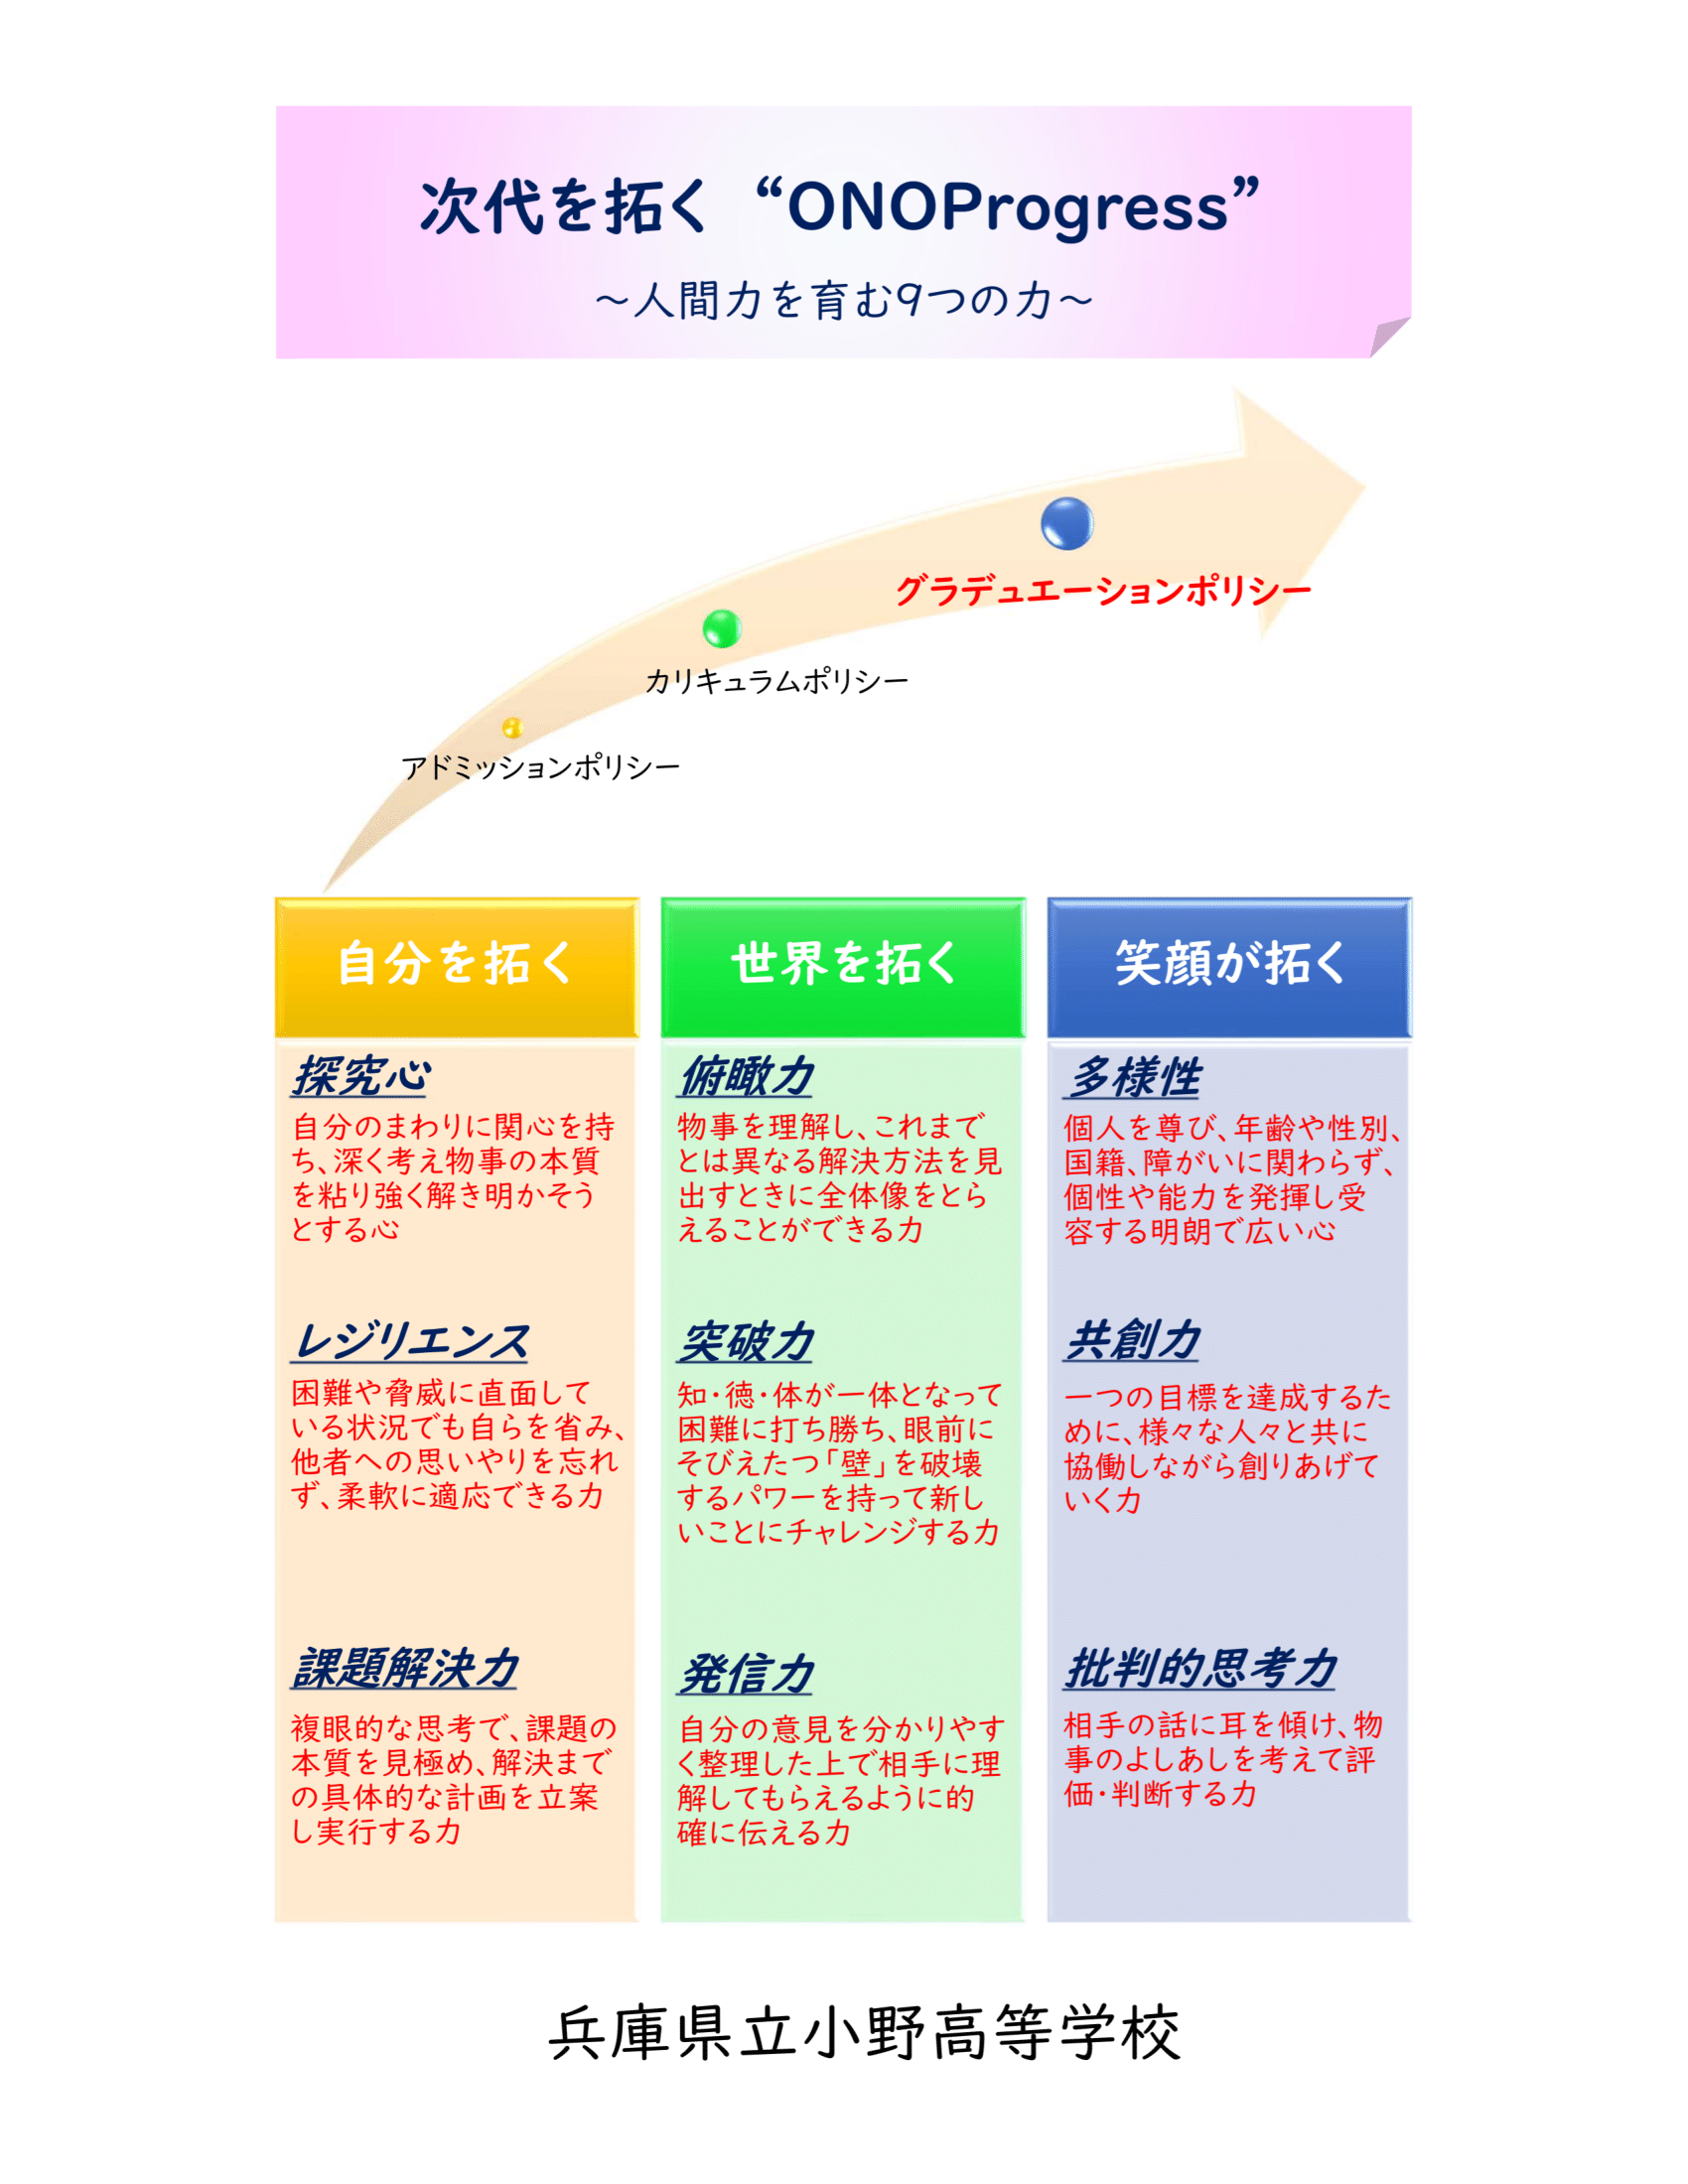 次代を拓く“ONOProgress”
～人間力を育む9つの力～
グラデュエーションポリシー
カリキュラムポリシー
アドミッションポリシー
自分を拓く
探究心
自分のまわりに関心を持
ち、深く考え物事の本質
を粘り強く解き明かそう
とする心
レジリエンス
困難や脅威に直面して
いる状況でも自らを省み、
他者への思いやりを忘れ
ず、柔軟に適応できる力
課題解決力
複眼的な思考で、課題の
本質を見極め、解決まで
の具体的な計画を立案
し実行する力
世界を拓く
俯瞰力
物事を理解し、これまで
とは異なる解決方法を見
出すときに全体像をとら
えることができる力
突破力
知・徳・体が一体となって
困難に打ち勝ち、眼前に
そびえたつ「壁」を破壊
するパワーを持って新し
いことにチャレンジする力
発信力
自分の意見を分かりやす
く整理した上で相手に理
解してもらえるように的
確に伝える力
笑顔が拓く
多様性
個人を尊び、年齢や性別、
国籍、障がいに関わらず、
個性や能力を発揮し受
容する明朗で広い心
共創力
一つの目標を達成するた
めに、様々な人々と共に
協働しながら創りあげて
いく力
批判的思考力
相手の話に耳を傾け、物
事のよしあしを考えて評
価・判断する力
兵庫県立小野高等学校